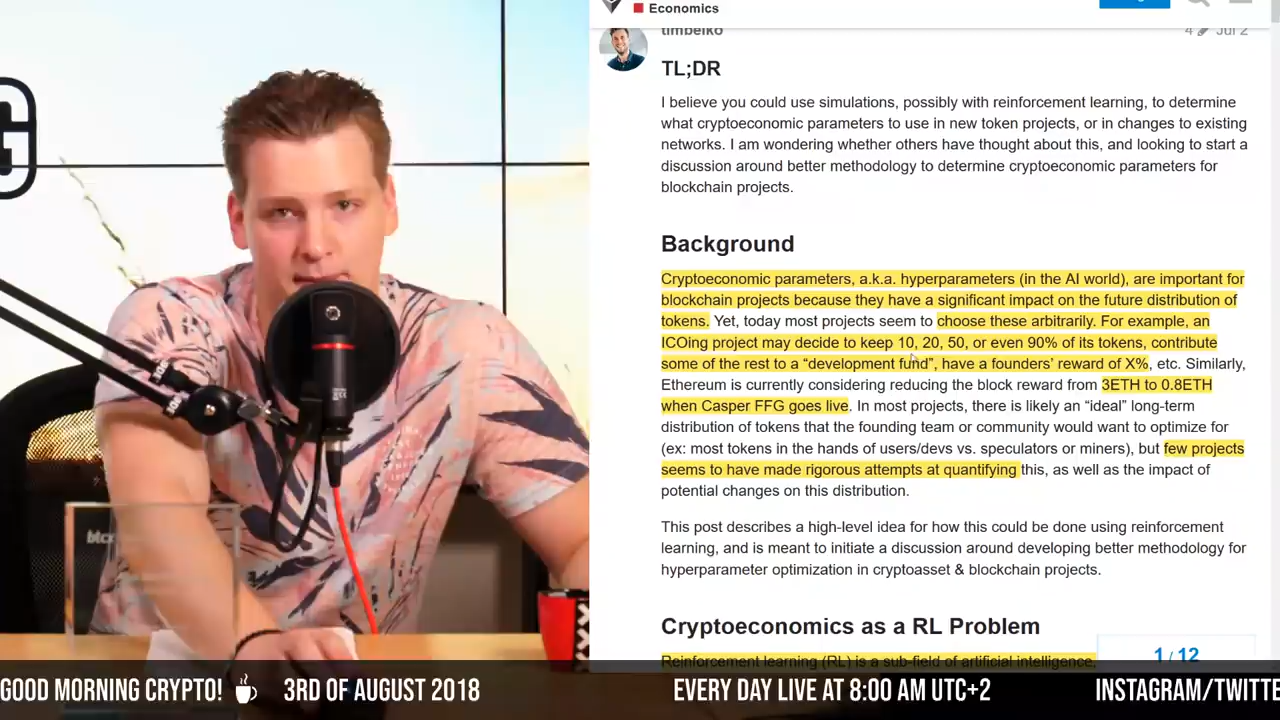 Economics
timbeiko
4
Jul 2
TL;DR
I believe you could use simulations, possibly with reinforcement learning, to determine
what cryptoeconomic parameters to use in new token projects, or in changes to existing
networks. I am wondering whether others have thought about this, and looking to start a
discussion around better methodology to determine cryptoeconomic parameters for
blockchain projects.
Background
Cryptoeconomic parameters, a.k.a. hyperparameters (in the AI world), are important for
blockchain projects because they have a significant impact on the future distribution of
tokens. Yet, today most projects seem to choose these arbitrarily. For example, an
ICOing project may decide to keep 10, 20, 50, or even 90% of its tokens, contribute
some of the rest to a “development fund”, have a founders’ reward of X%, etc. Similarly,
Ethereum is currently considering reducing the block reward from 3ETH to 0.8ETH
when Casper FFG goes live. In most projects, there is likely an “ideal” long-term
distribution of tokens that the founding team or community would want to optimize for
(ex: most tokens in the hands of users/devs vs. speculators or miners), but few projects
seems to have made rigorous attempts at quantifying this, as well as the impact of
potential changes on this distribution.
This post describes a high-level idea for how this could be done using reinforcement
learning, and is meant to initiate a discussion around developing better methodology for
hyperparameter optimization in cryptoasset & blockchain projects.
Cryptoeconomics as a RL Problem
Reinforcement learning (RL) is a sub-field of artificial intelligence,
1 / 12
GOOD MORNING CRYPTO! 3RD OF AUGUST 2018 EVERY DAY LIVE AT 8:00 AM UTC+2 INSTAGRAM/TWITTE